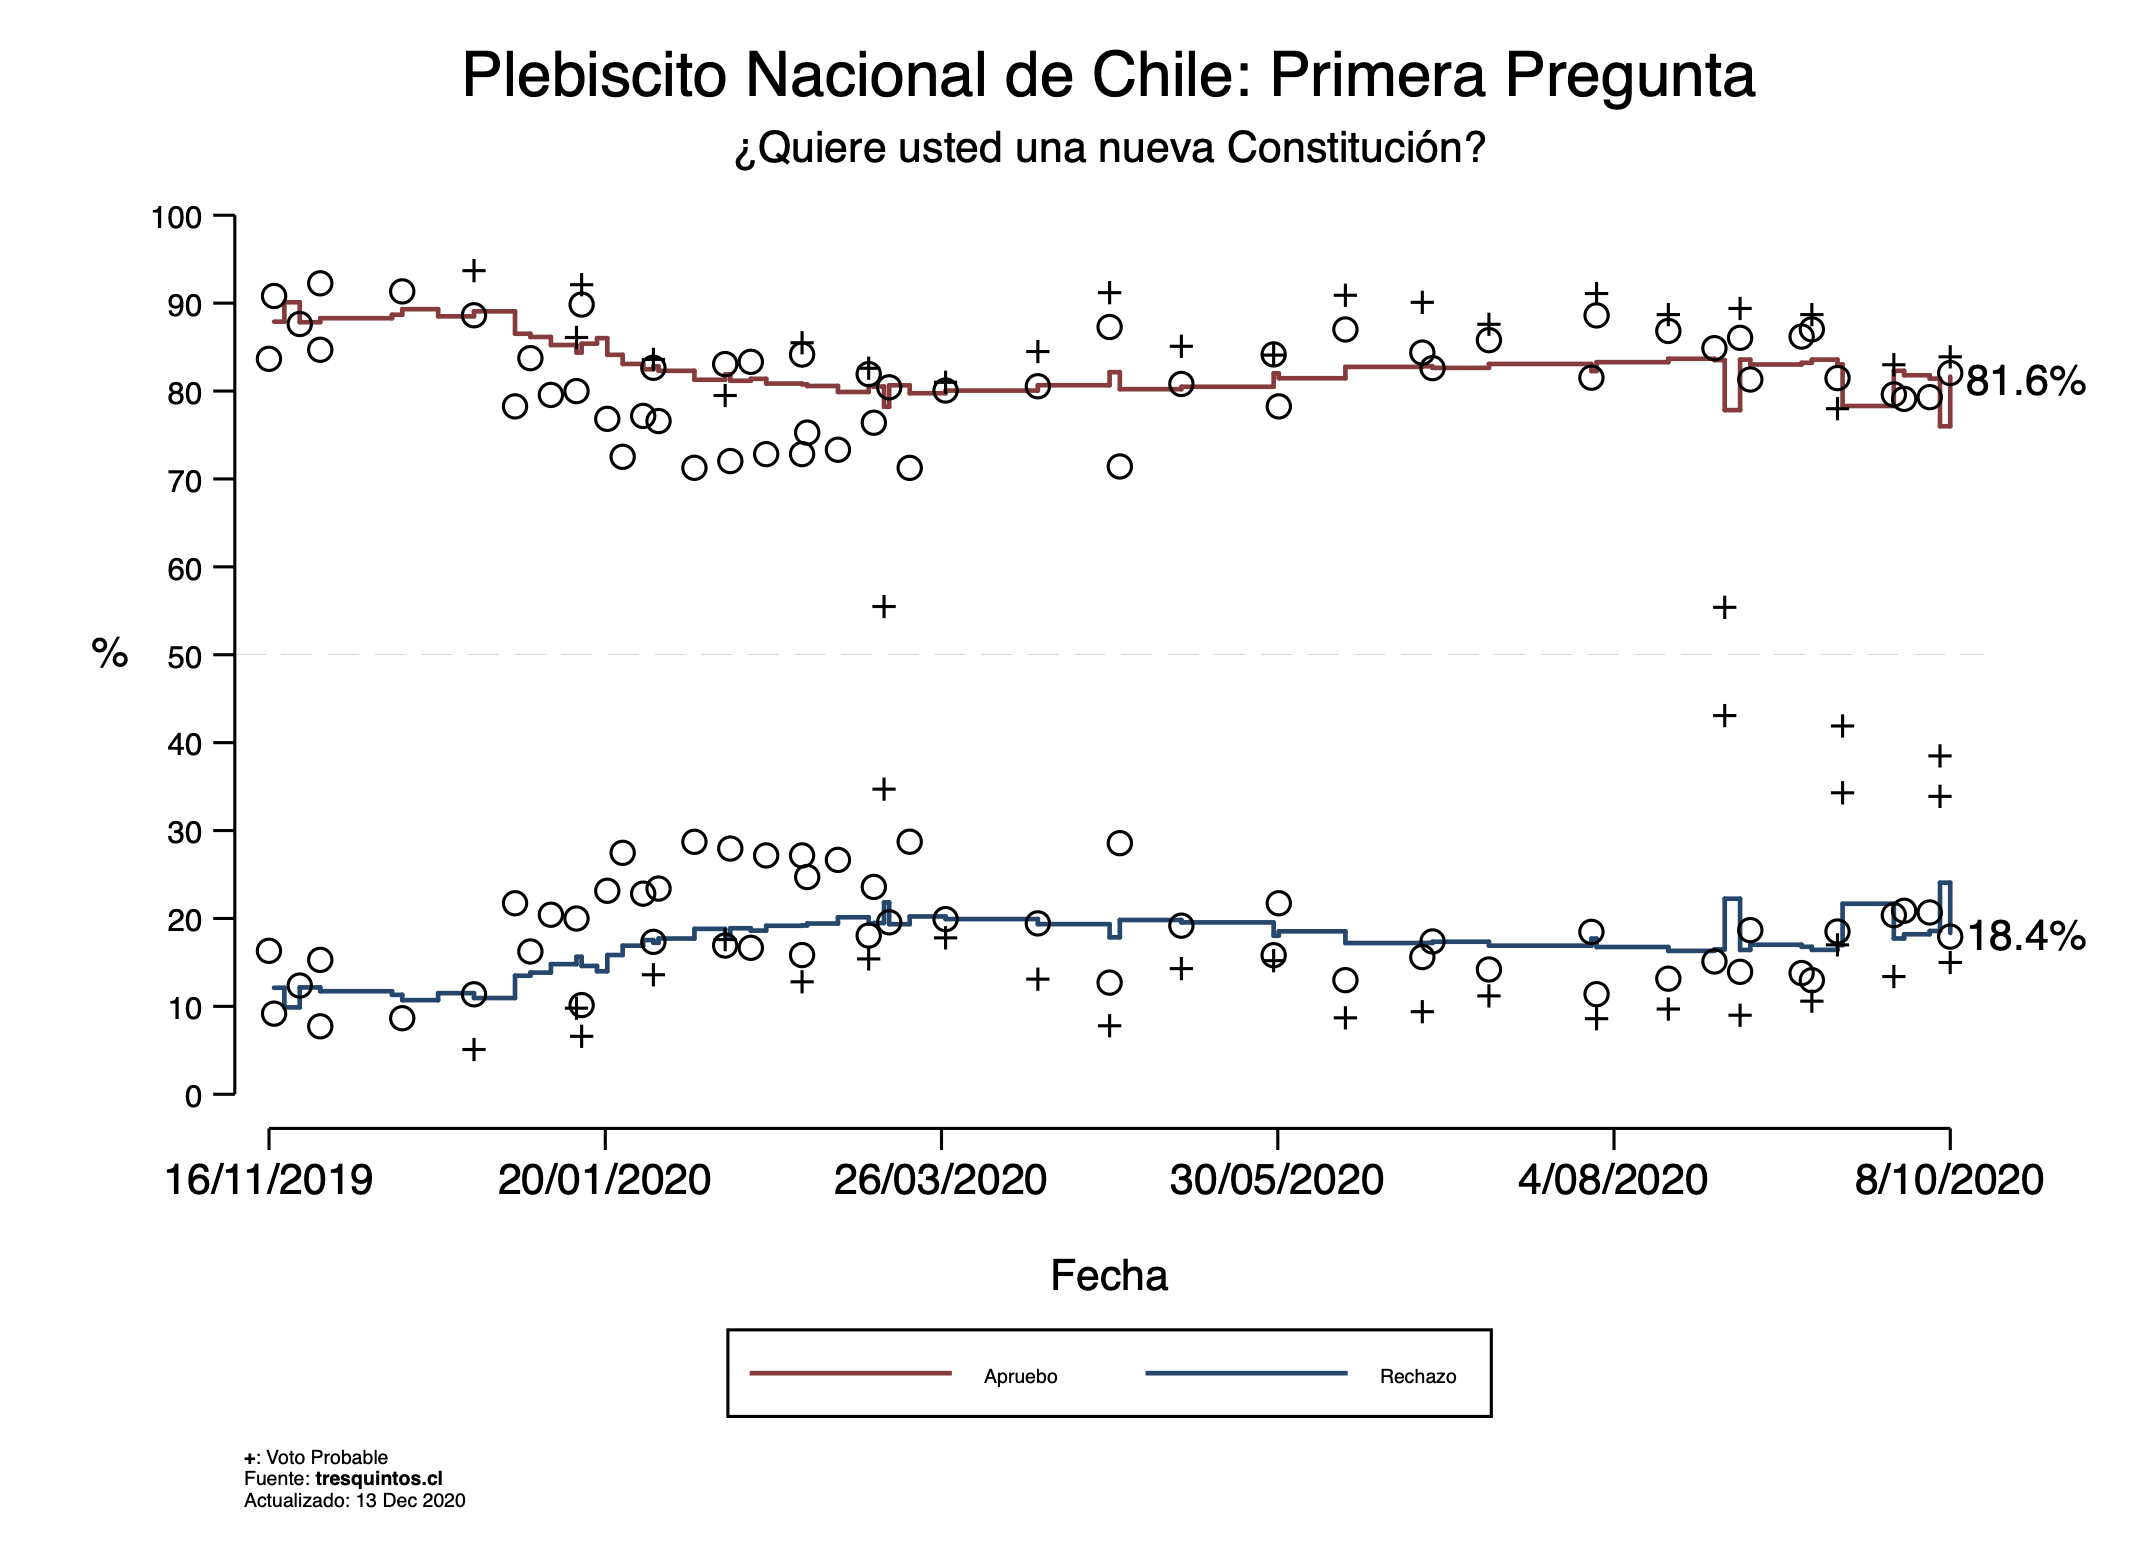 Plebiscito Nacional de Chile: Primera Pregunta
¿Quiere usted una nueva Constitución?
100
90
80
70
60
50
40
30
20
10
0
%
81.6%
18.4%
16/11/2019 20/01/2020 26/03/2020 30/05/2020 4/08/2020 8/10/2020
Fecha
Apruebo Rechazo
+: Voto Probable
Fuente: tresquintos.cl
Actualizado: 13 Dec 2020